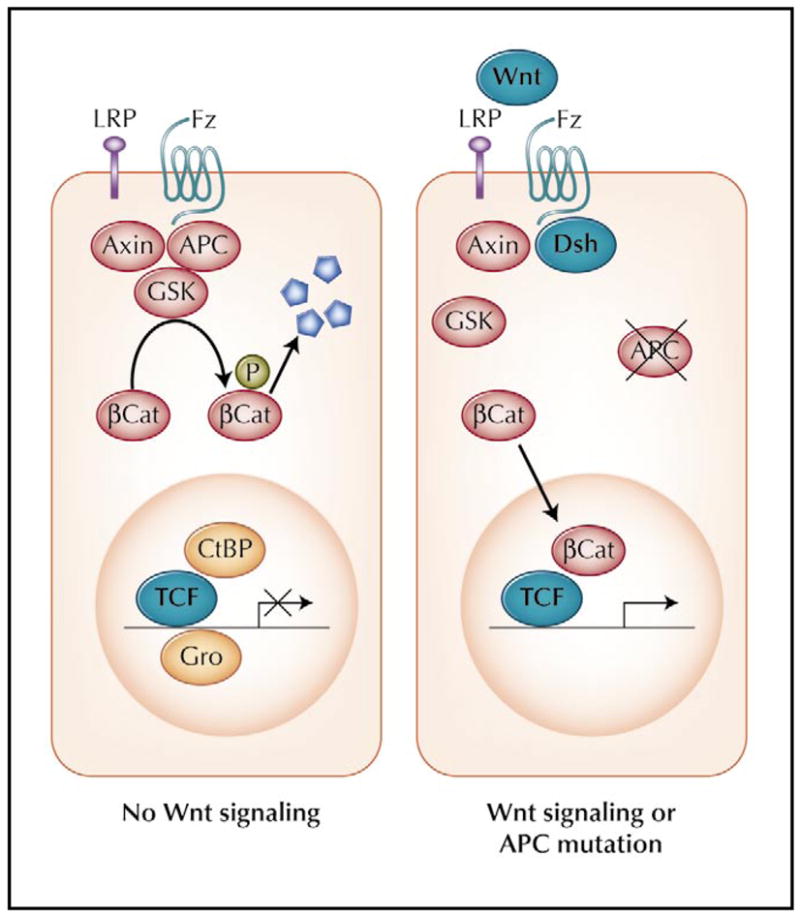 LRP
Fz
Axin
APC
GSK
P
βCat
βCat
CtBP
TCF
Gro
No Wnt signaling
Wnt
LRP
Fz
Axin
Dsh
GSK
APC
βCat
βCat
TCF
Wnt signaling or
APC mutation